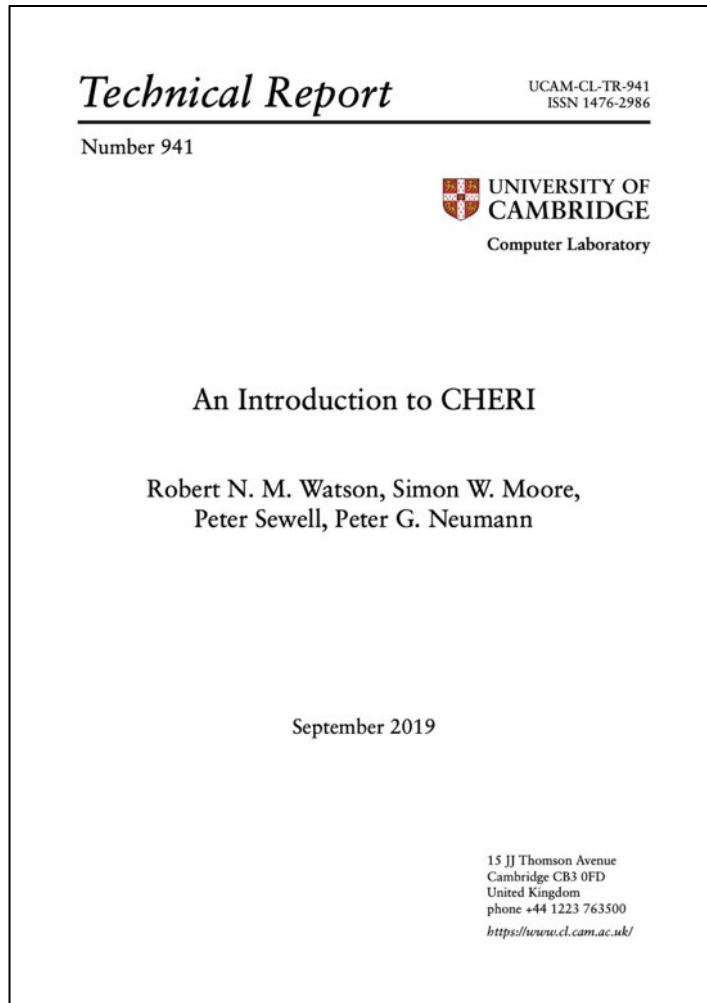 Technical Report
UCAM-CL-TR-941
ISSN 1476-2986
Number 941
UNIVERSITY OF
CAMBRIDGE
Computer Laboratory
An Introduction to CHERI
Robert N. M. Watson, Simon W. Moore,
Peter Sewell, Peter G. Neumann
September 2019
15 JJ Thomson Avenue
Cambridge CB3 0FD
United Kingdom
phone +44 1223 763500
https://www.cl.cam.ac.uk/